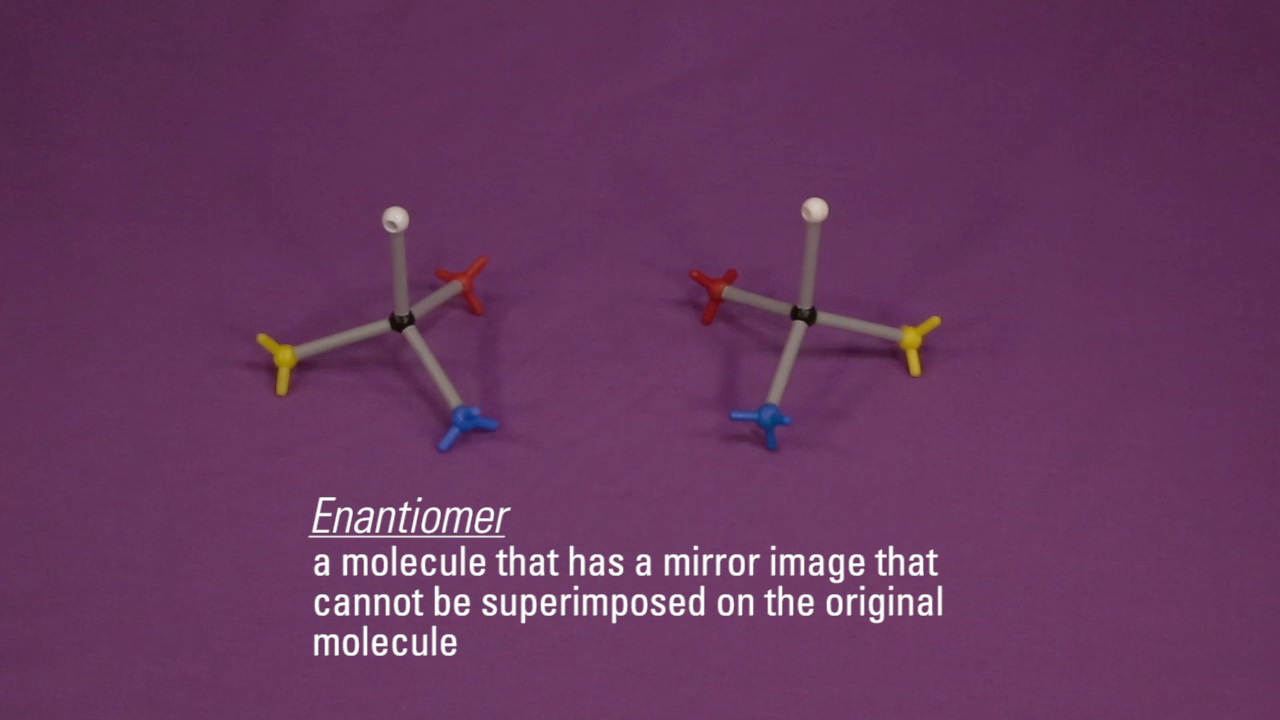 Enantiomer
a molecule that has a mirror image that
cannot be superimposed on the original
molecule